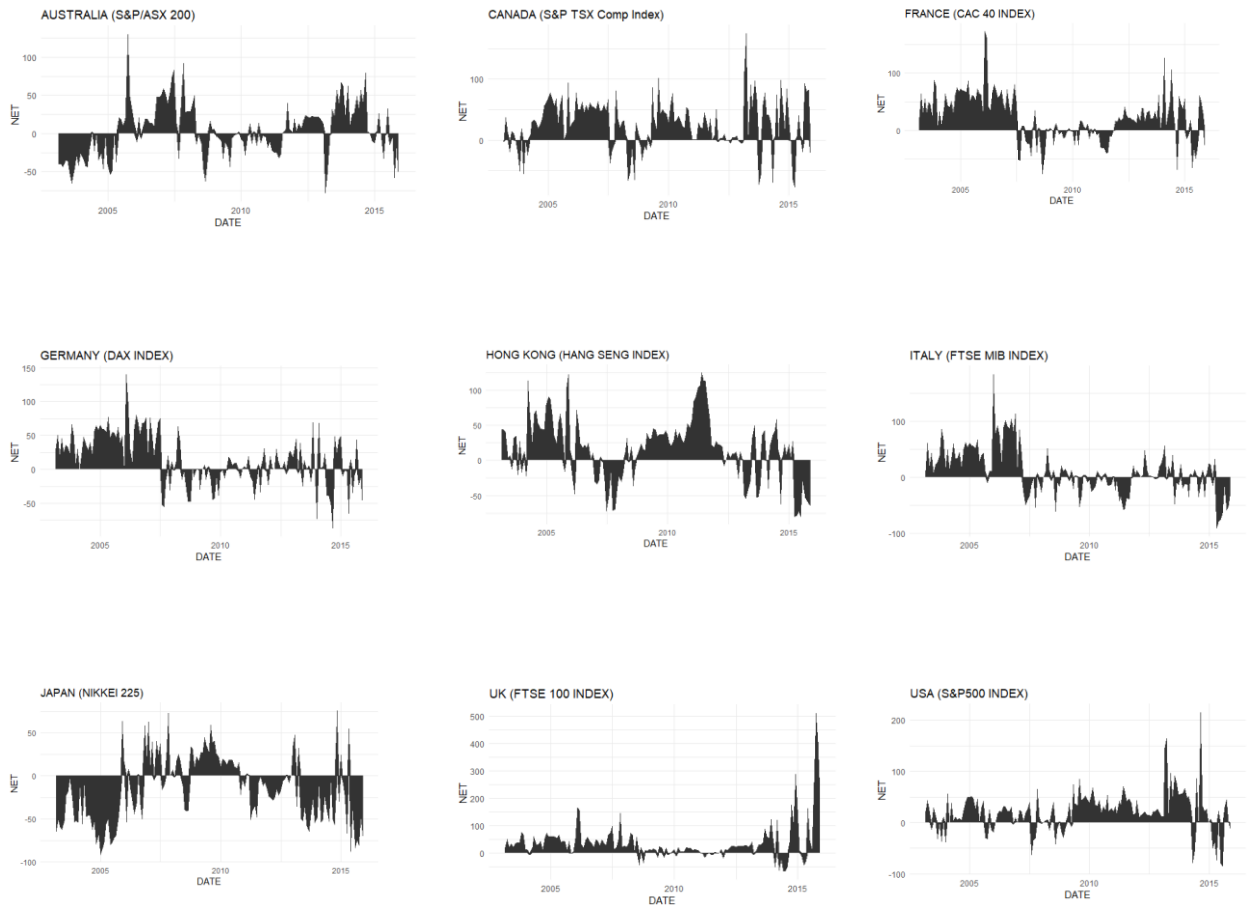 AUSTRALIA (S&P/ASX 200)
100
50
0
-50
NET
2005
2010
2015
DATE
CANADA (S&P TSX Comp Index)
100
0
NET
2005
2010
2015
DATE
FRANCE (CAC 40 INDEX)
100
0
NET
2005
2010
2015
DATE
GERMANY (DAX INDEX)
150
100
50
0
-50
NET
2005
2010
2015
DATE
HONG KONG (HANG SENG INDEX)
100
50
0
-50
NET
2005
2010
2015
DATE
ITALY (FTSE MIB INDEX)
100
0
-100
NET
2005
2010
2015
DATE
JAPAN (NIKKEI 225)
50
0
-50
-100
NET
2005
2010
2015
DATE
UK (FTSE 100 INDEX)
500
400
300
200
100
0
NET
2005
2010
2015
DATE
USA (S&P500 INDEX)
200
100
0
-100
NET
2005
2010
2015
DATE